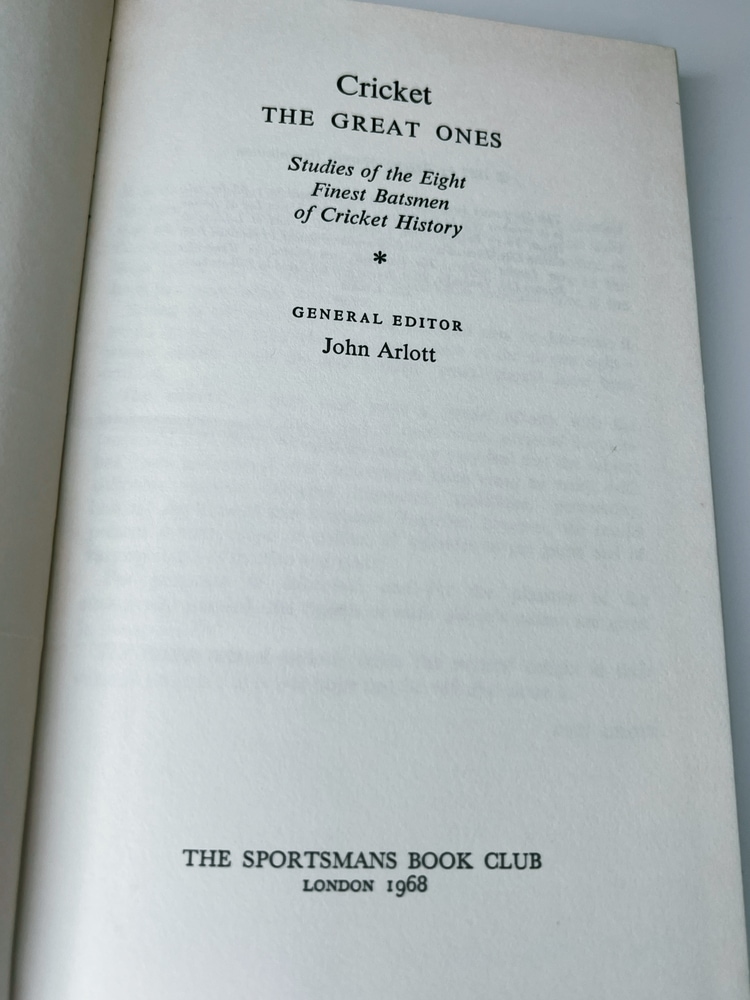 Cricket
THE GREAT ONES
Studies of the Eight
Finest Batsmen
of Cricket History
*
GENERAL EDITOR
John Arlott
THE SPORTSMANS BOOK CLUB
LONDON 1968